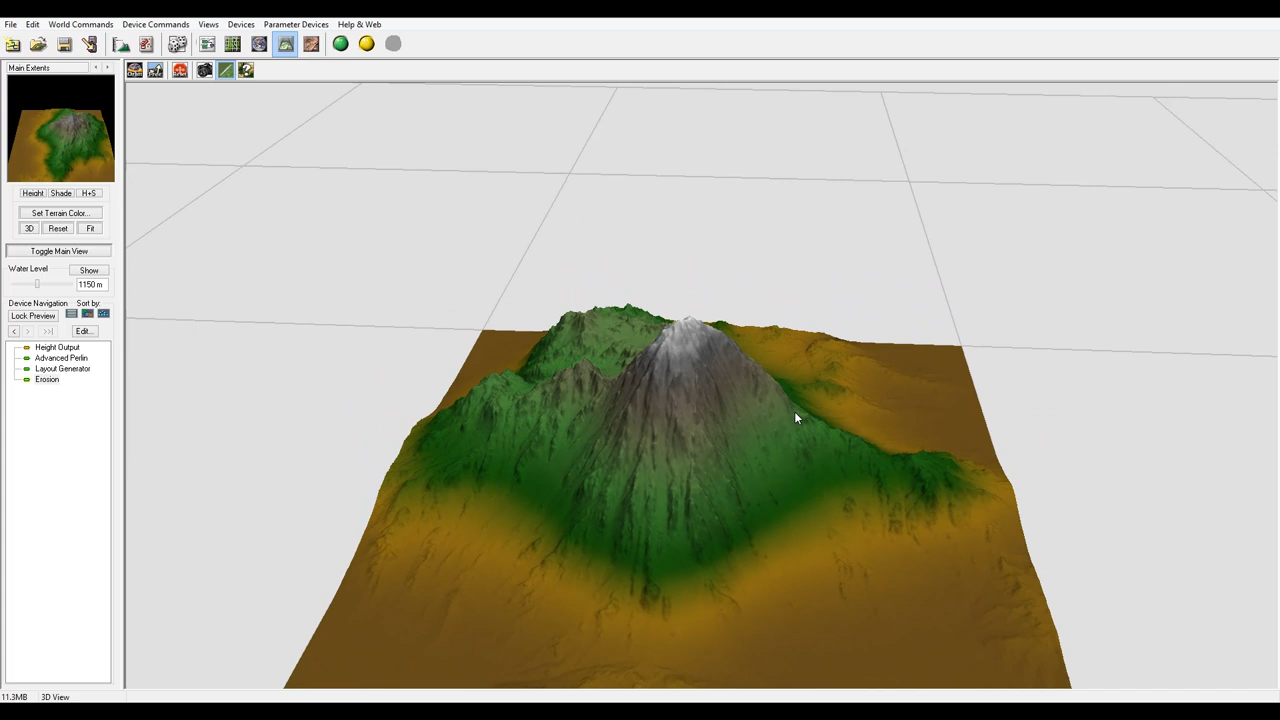 File Edit World Commands Device Commands Views Devices Parameter Devices Help & Web
Main Extents
Height Shade H+S
Set Terrain Color...
3D Reset Fit
Toggle Main View
Water Level Show
1150 m
Device Navigation Sort by:
Lock Preview
< > >>| Edit...
Height Output
Advanced Perlin
Layout Generator
Erosion
11.3MB 3D View